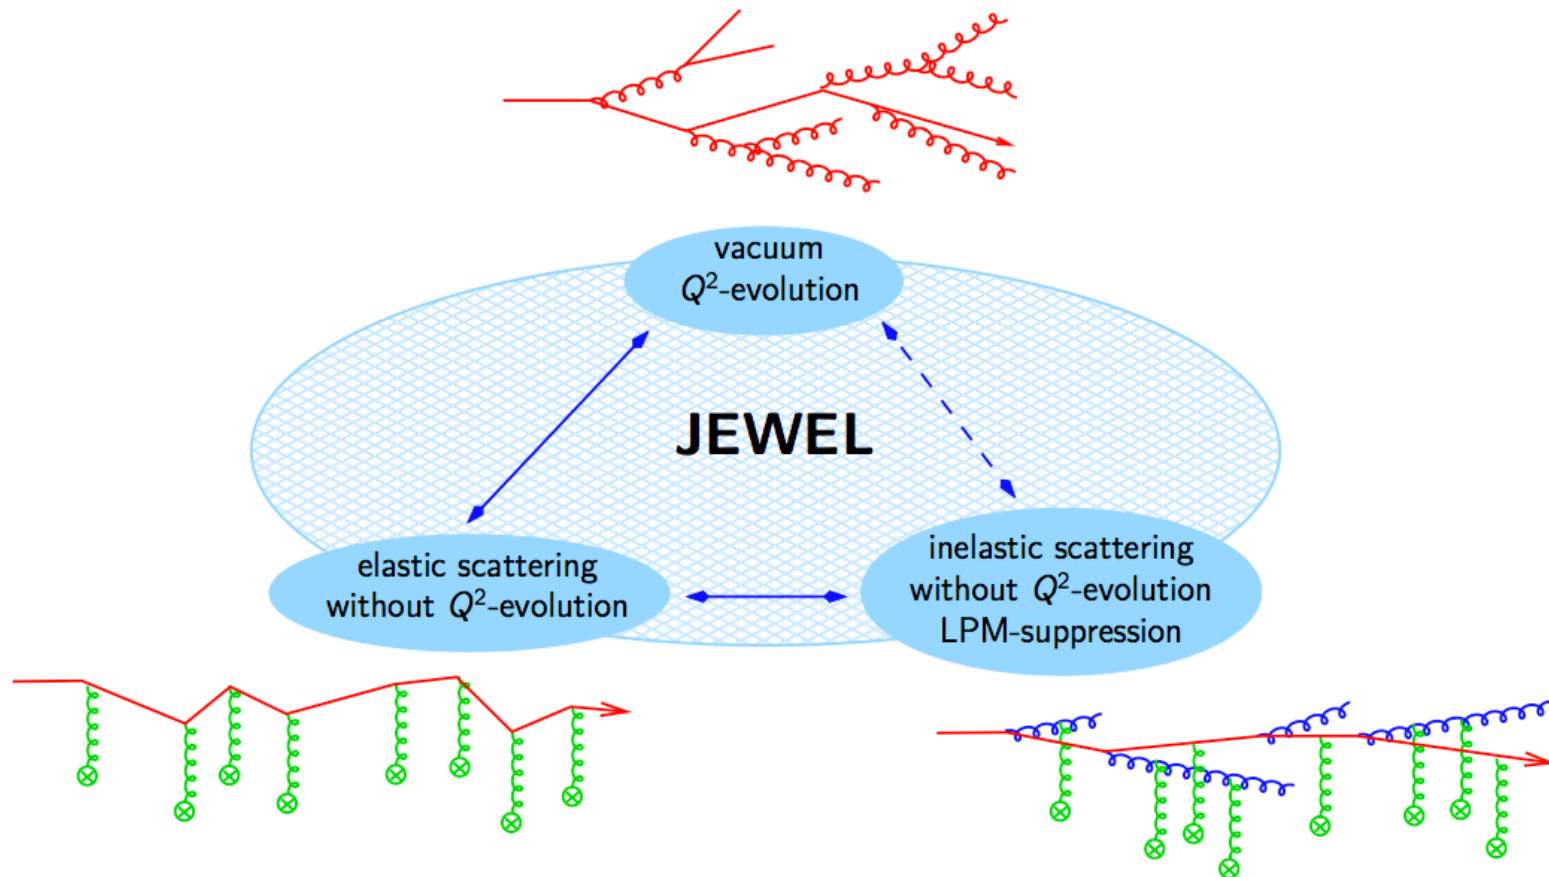 vacuum
Q²-evolution
JEWEL
elastic scattering
without Q²-evolution
inelastic scattering
without Q²-evolution
LPM-suppression